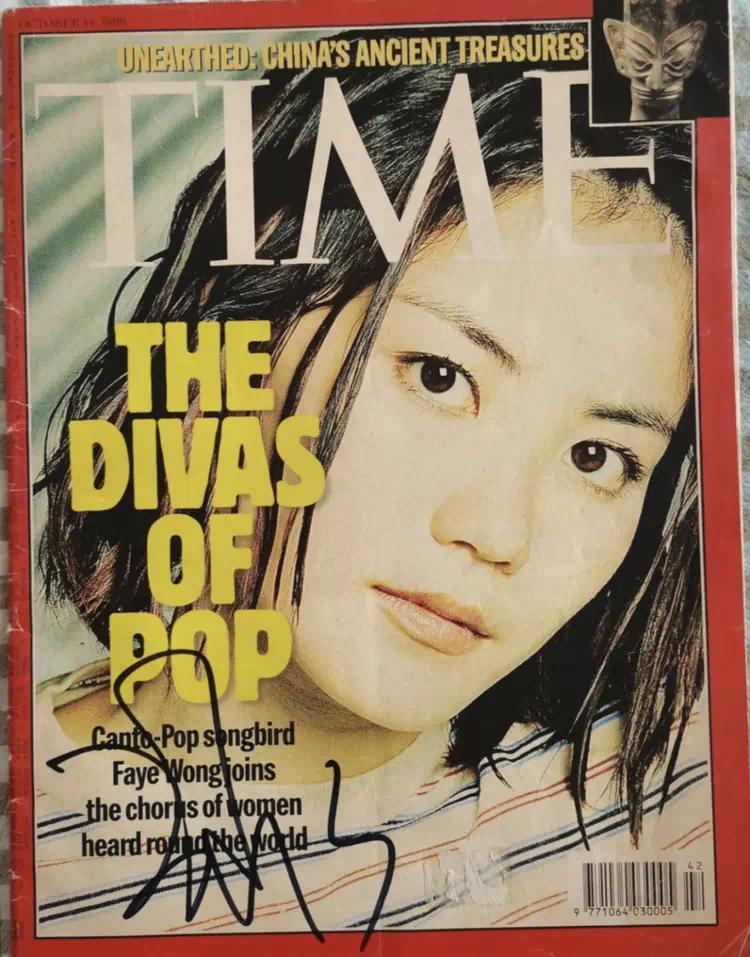 OCTOBER 14, 1996
UNEARTHED: CHINA'S ANCIENT TREASURES
TIME
THE
DIVAS
OF
POP
Canto-Pop songbird
Faye Wong joins
the chorus of women
heard round the world
42
9 771064 030005